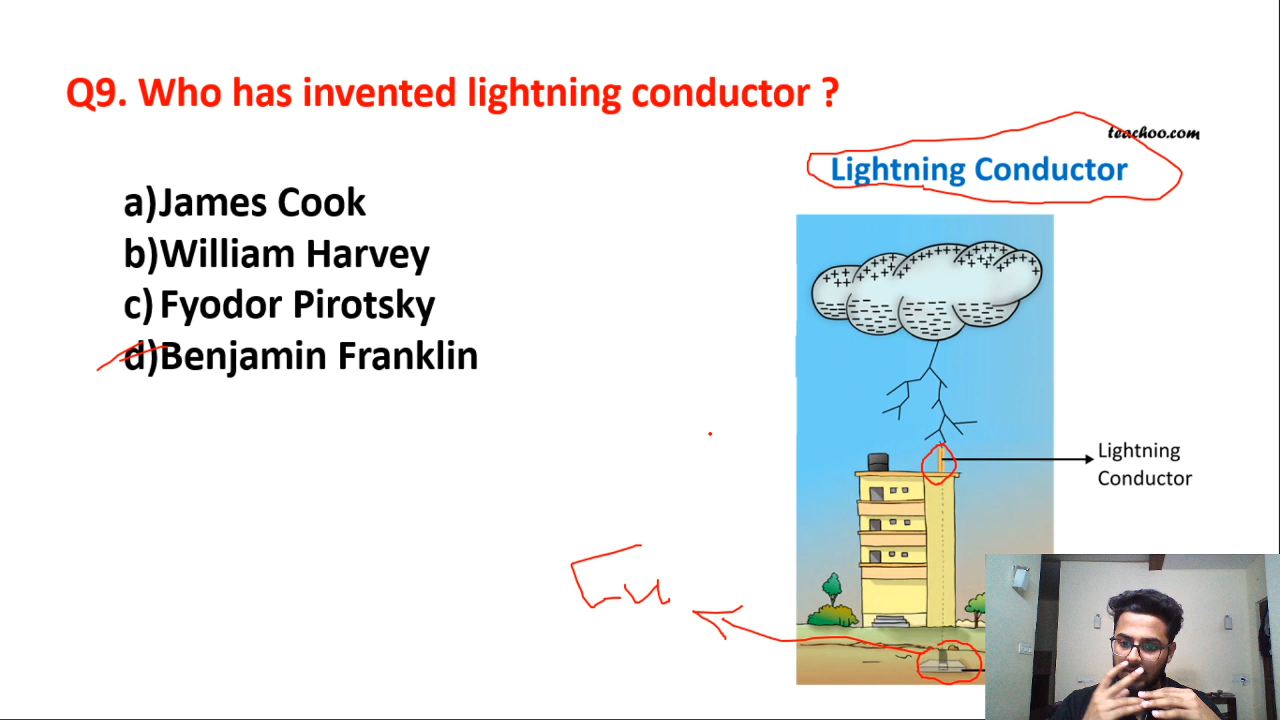 Q9. Who has invented lightning conductor ?
teachoo.com
Lightning Conductor
a)James Cook
b)William Harvey
c) Fyodor Pirotsky
d)Benjamin Franklin
Lightning
Conductor
Cu